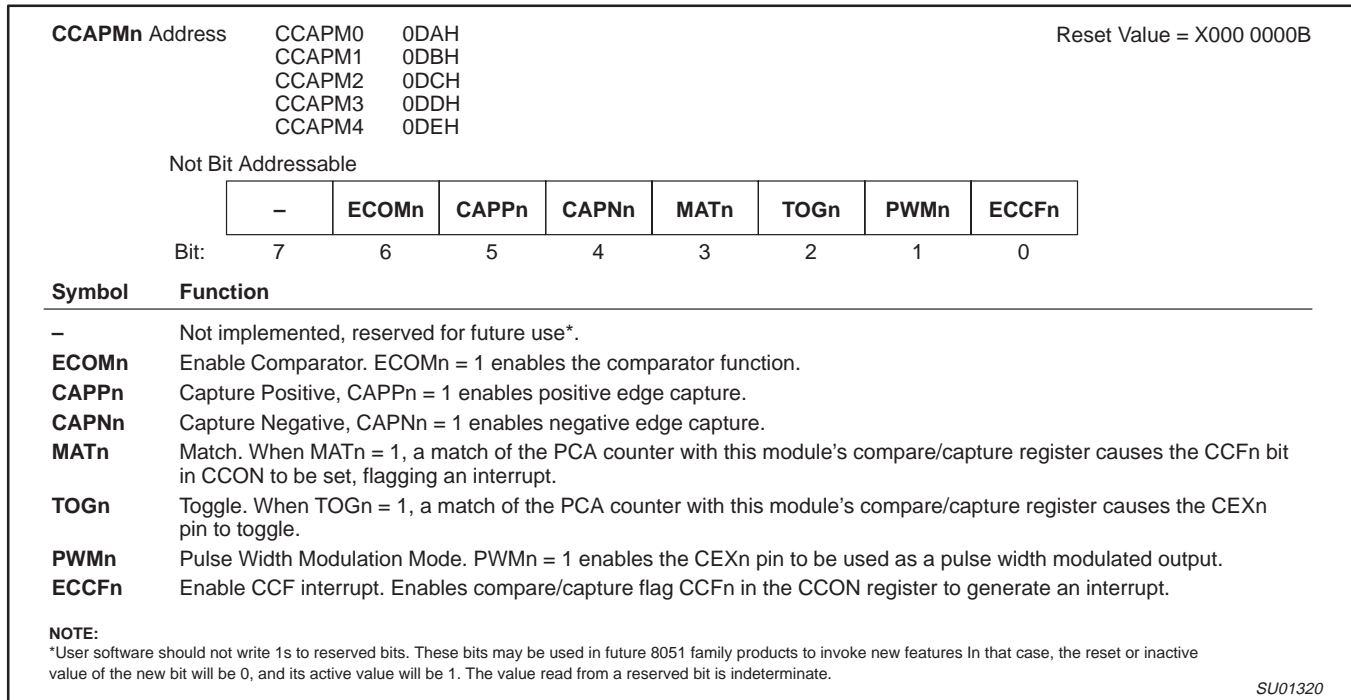 CCAPMn Address CCAPM0 0DAH Reset Value = X000 0000B
CCAPM1 0DBH
CCAPM2 0DCH
CCAPM3 0DDH
CCAPM4 0DEH
Not Bit Addressable
– ECOMn CAPPn CAPNn MATn TOGn PWMn ECCFn
Bit: 7 6 5 4 3 2 1 0
Symbol Function
– Not implemented, reserved for future use*.
ECOMn Enable Comparator. ECOMn = 1 enables the comparator function.
CAPPn Capture Positive, CAPPn = 1 enables positive edge capture.
CAPNn Capture Negative, CAPNn = 1 enables negative edge capture.
MATn Match. When MATn = 1, a match of the PCA counter with this module’s compare/capture register causes the CCFn bit
in CCON to be set, flagging an interrupt.
TOGn Toggle. When TOGn = 1, a match of the PCA counter with this module’s compare/capture register causes the CEXn
pin to toggle.
PWMn Pulse Width Modulation Mode. PWMn = 1 enables the CEXn pin to be used as a pulse width modulated output.
ECCFn Enable CCF interrupt. Enables compare/capture flag CCFn in the CCON register to generate an interrupt.
NOTE:
*User software should not write 1s to reserved bits. These bits may be used in future 8051 family products to invoke new features In that case, the reset or inactive
value of the new bit will be 0, and its active value will be 1. The value read from a reserved bit is indeterminate.
SU01320